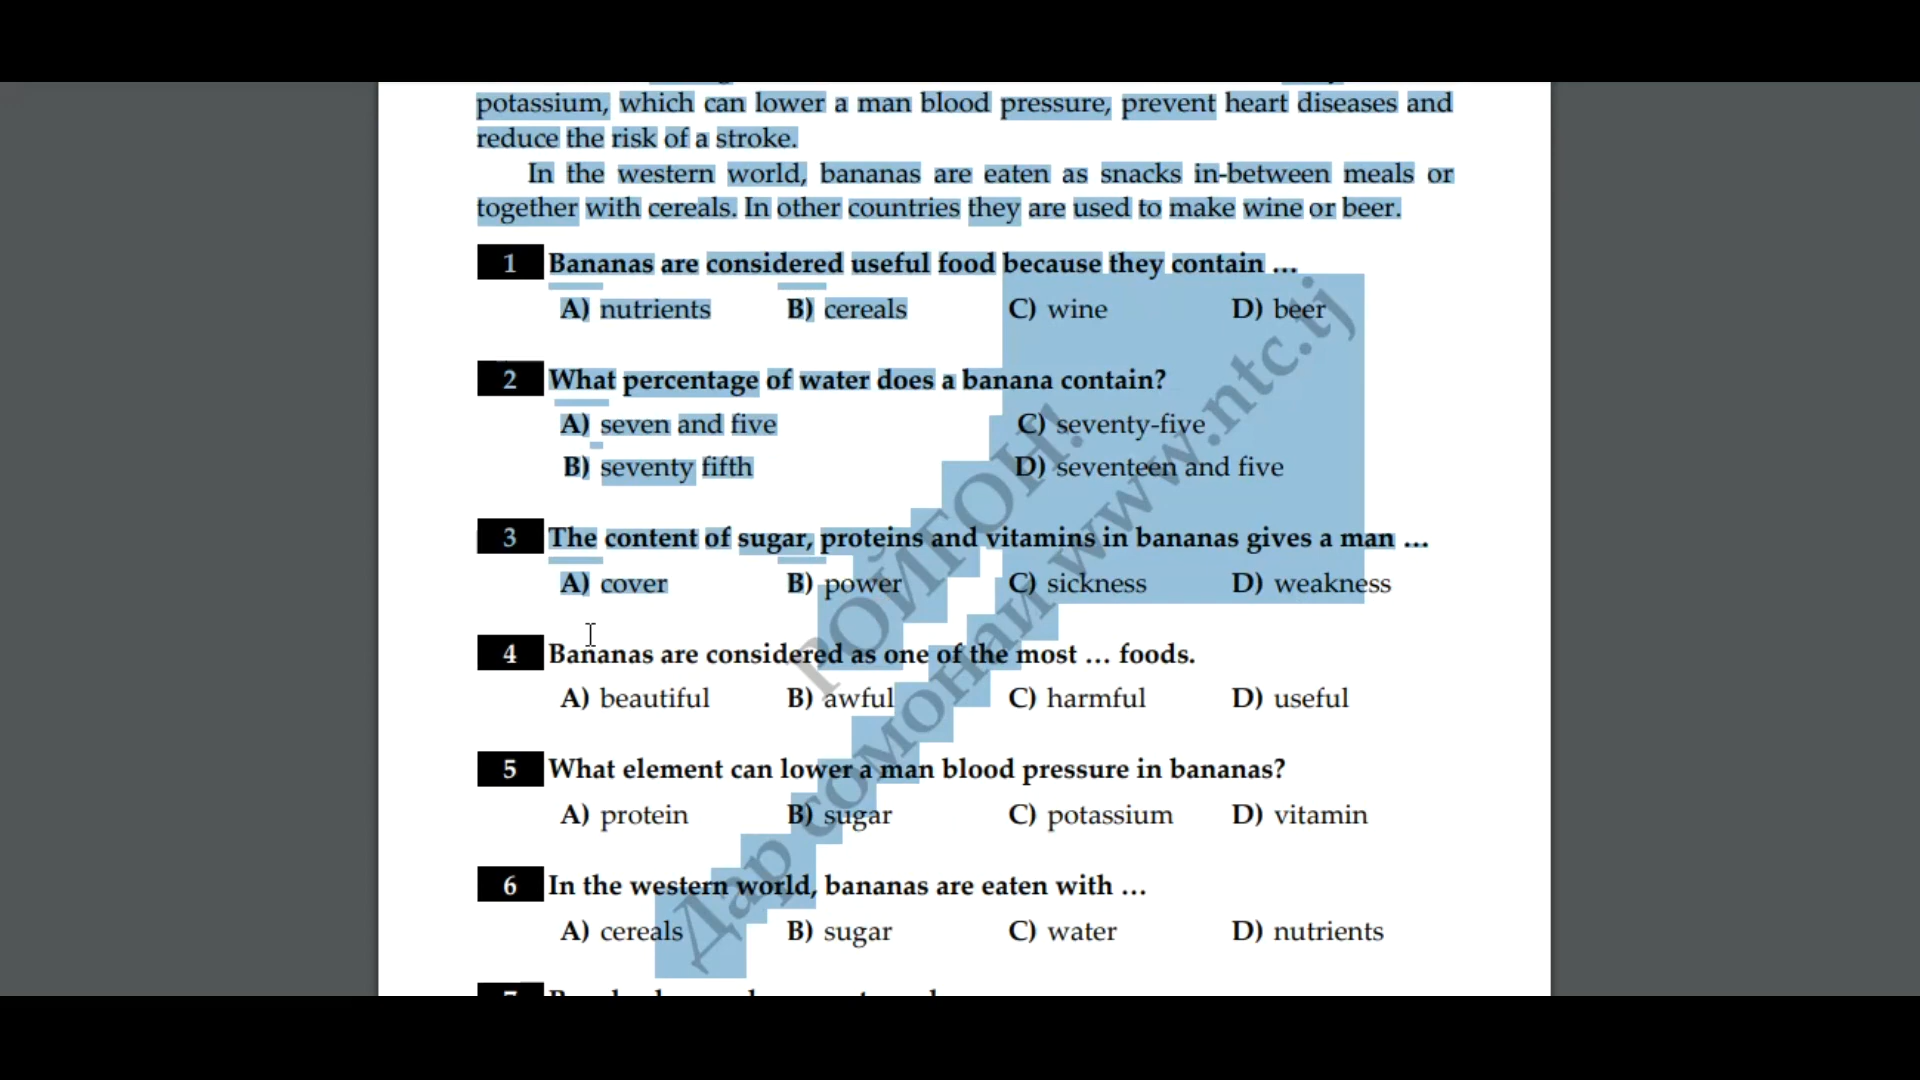 potassium, which can lower a man blood pressure, prevent heart diseases and
reduce the risk of a stroke.
In the western world, bananas are eaten as snacks in-between meals or
together with cereals. In other countries they are used to make wine or beer.
1 Bananas are considered useful food because they contain …
A) nutrients B) cereals C) wine D) beer
2 What percentage of water does a banana contain?
A) seven and five C) seventy-five
B) seventy fifth D) seventeen and five
3 The content of sugar, proteins and vitamins in bananas gives a man …
A) cover B) power C) sickness D) weakness
4 Bananas are considered as one of the most … foods.
A) beautiful B) awful C) harmful D) useful
5 What element can lower a man blood pressure in bananas?
A) protein B) sugar C) potassium D) vitamin
6 In the western world, bananas are eaten with …
A) cereals B) sugar C) water D) nutrients
РОЙГОН!
Дар сомонаи www.ntc.tj